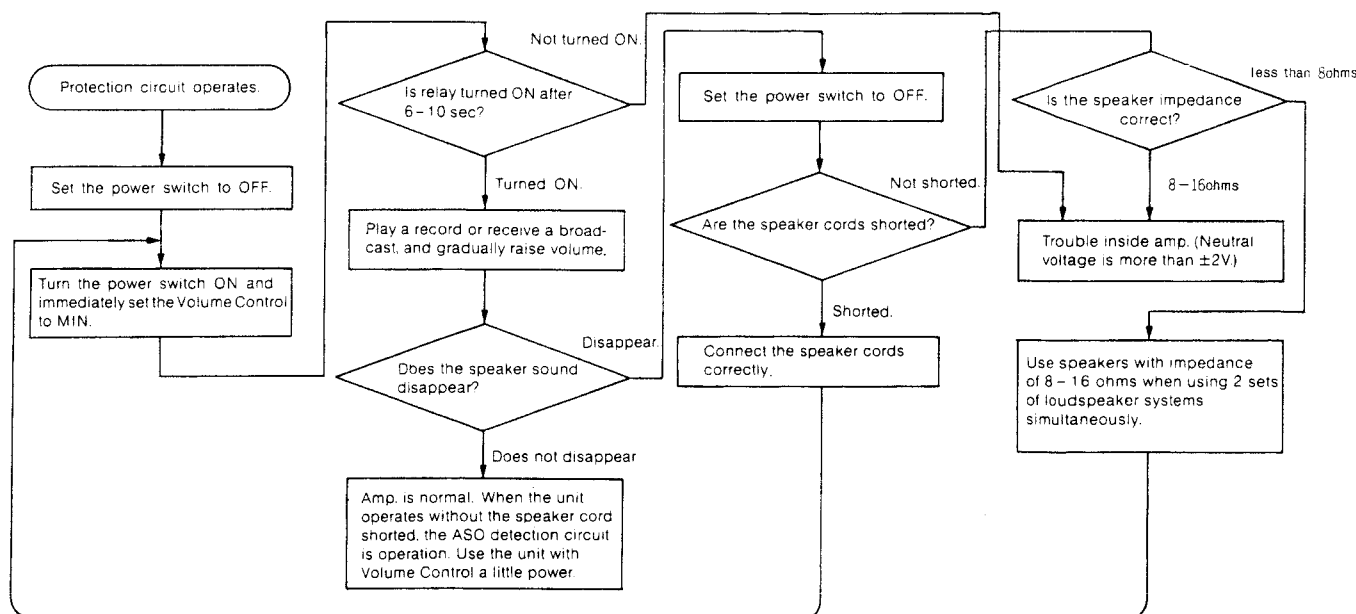 Protection circuit operates.
Set the power switch to OFF.
Turn the power switch ON and
immediately set the Volume Control
to MIN.
Is relay turned ON after
6-10 sec?
Not turned ON.
Turned ON.
Play a record or receive a broad-
cast, and gradually raise volume.
Does the speaker sound
disappear?
Disappear.
Does not disappear
Amp. is normal. When the unit
operates without the speaker cord
shorted, the ASO detection circuit
is operation. Use the unit with
Volume Control a little power.
Set the power switch to OFF.
Are the speaker cords shorted?
Not shorted.
Shorted.
Connect the speaker cords
correctly.
Is the speaker impedance
correct?
less than 8ohms
8-16ohms
Trouble inside amp. (Neutral
voltage is more than ±2V.)
Use speakers with impedance
of 8-16 ohms when using 2 sets
of loudspeaker systems
simultaneously.